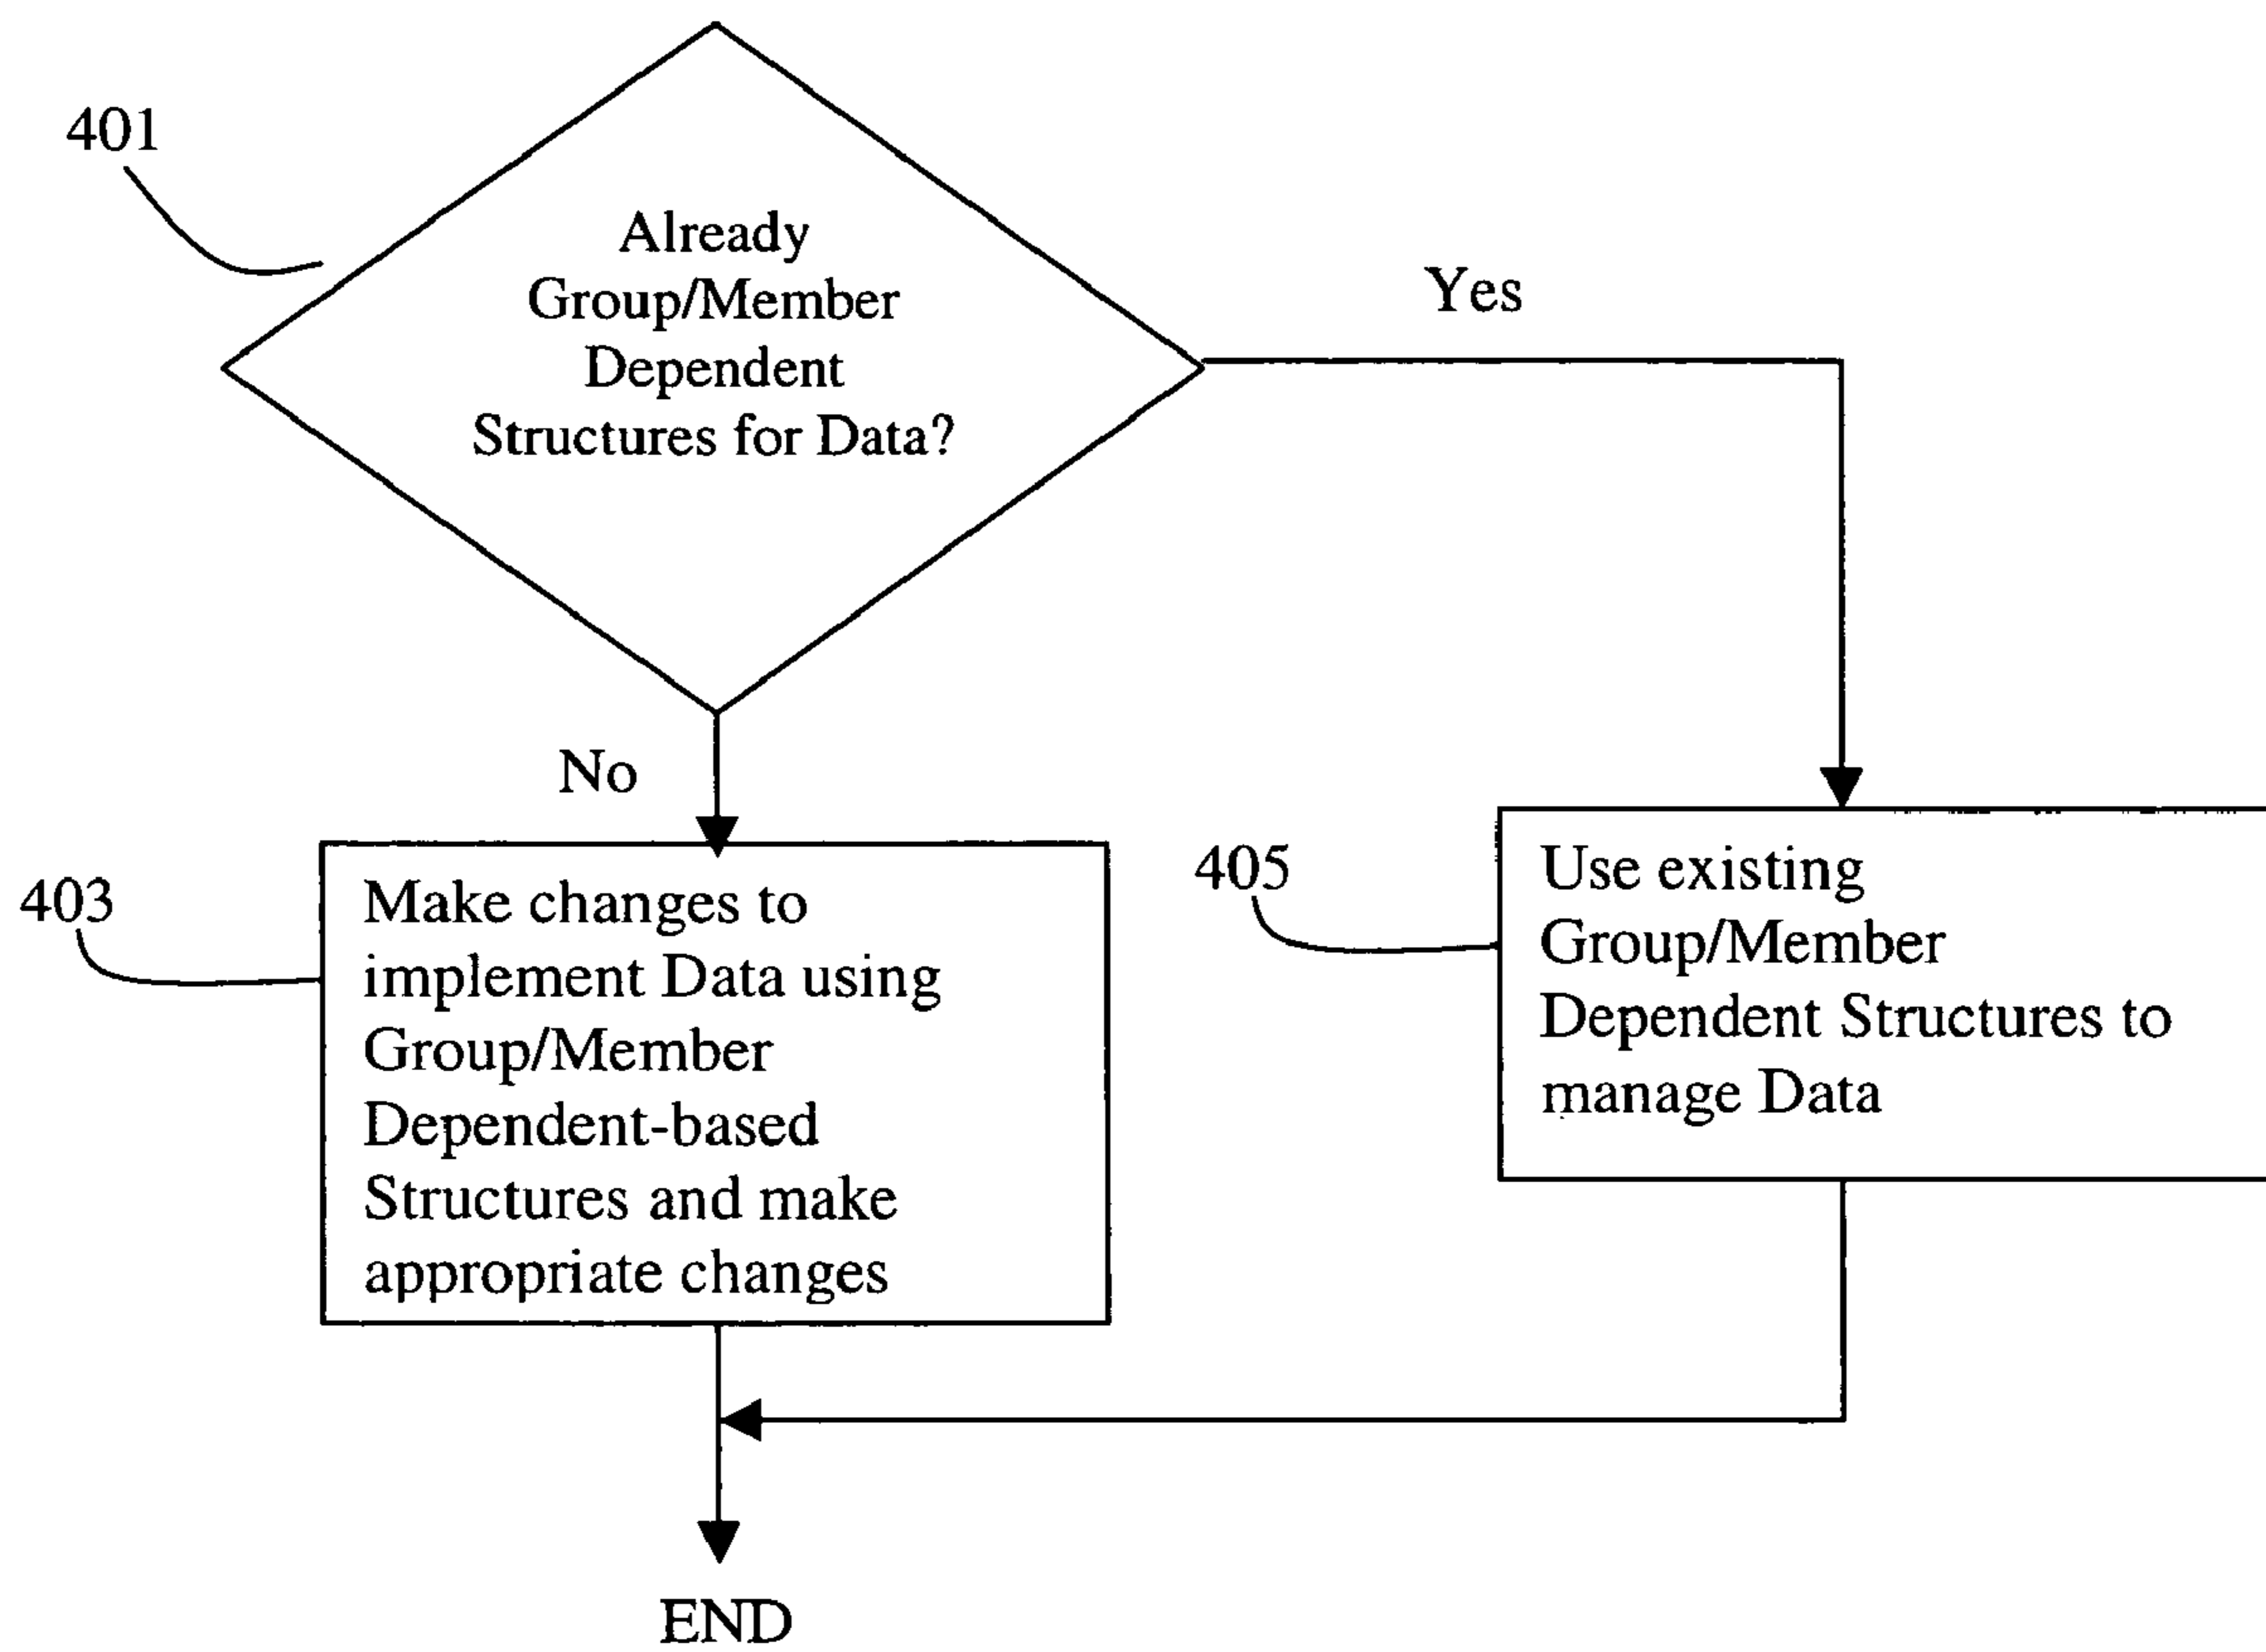 401
Already
Group/Member
Dependent
Structures for Data?
Yes
No
403
Make changes to
implement Data using
Group/Member
Dependent-based
Structures and make
appropriate changes
405
Use existing
Group/Member
Dependent Structures to
manage Data
END